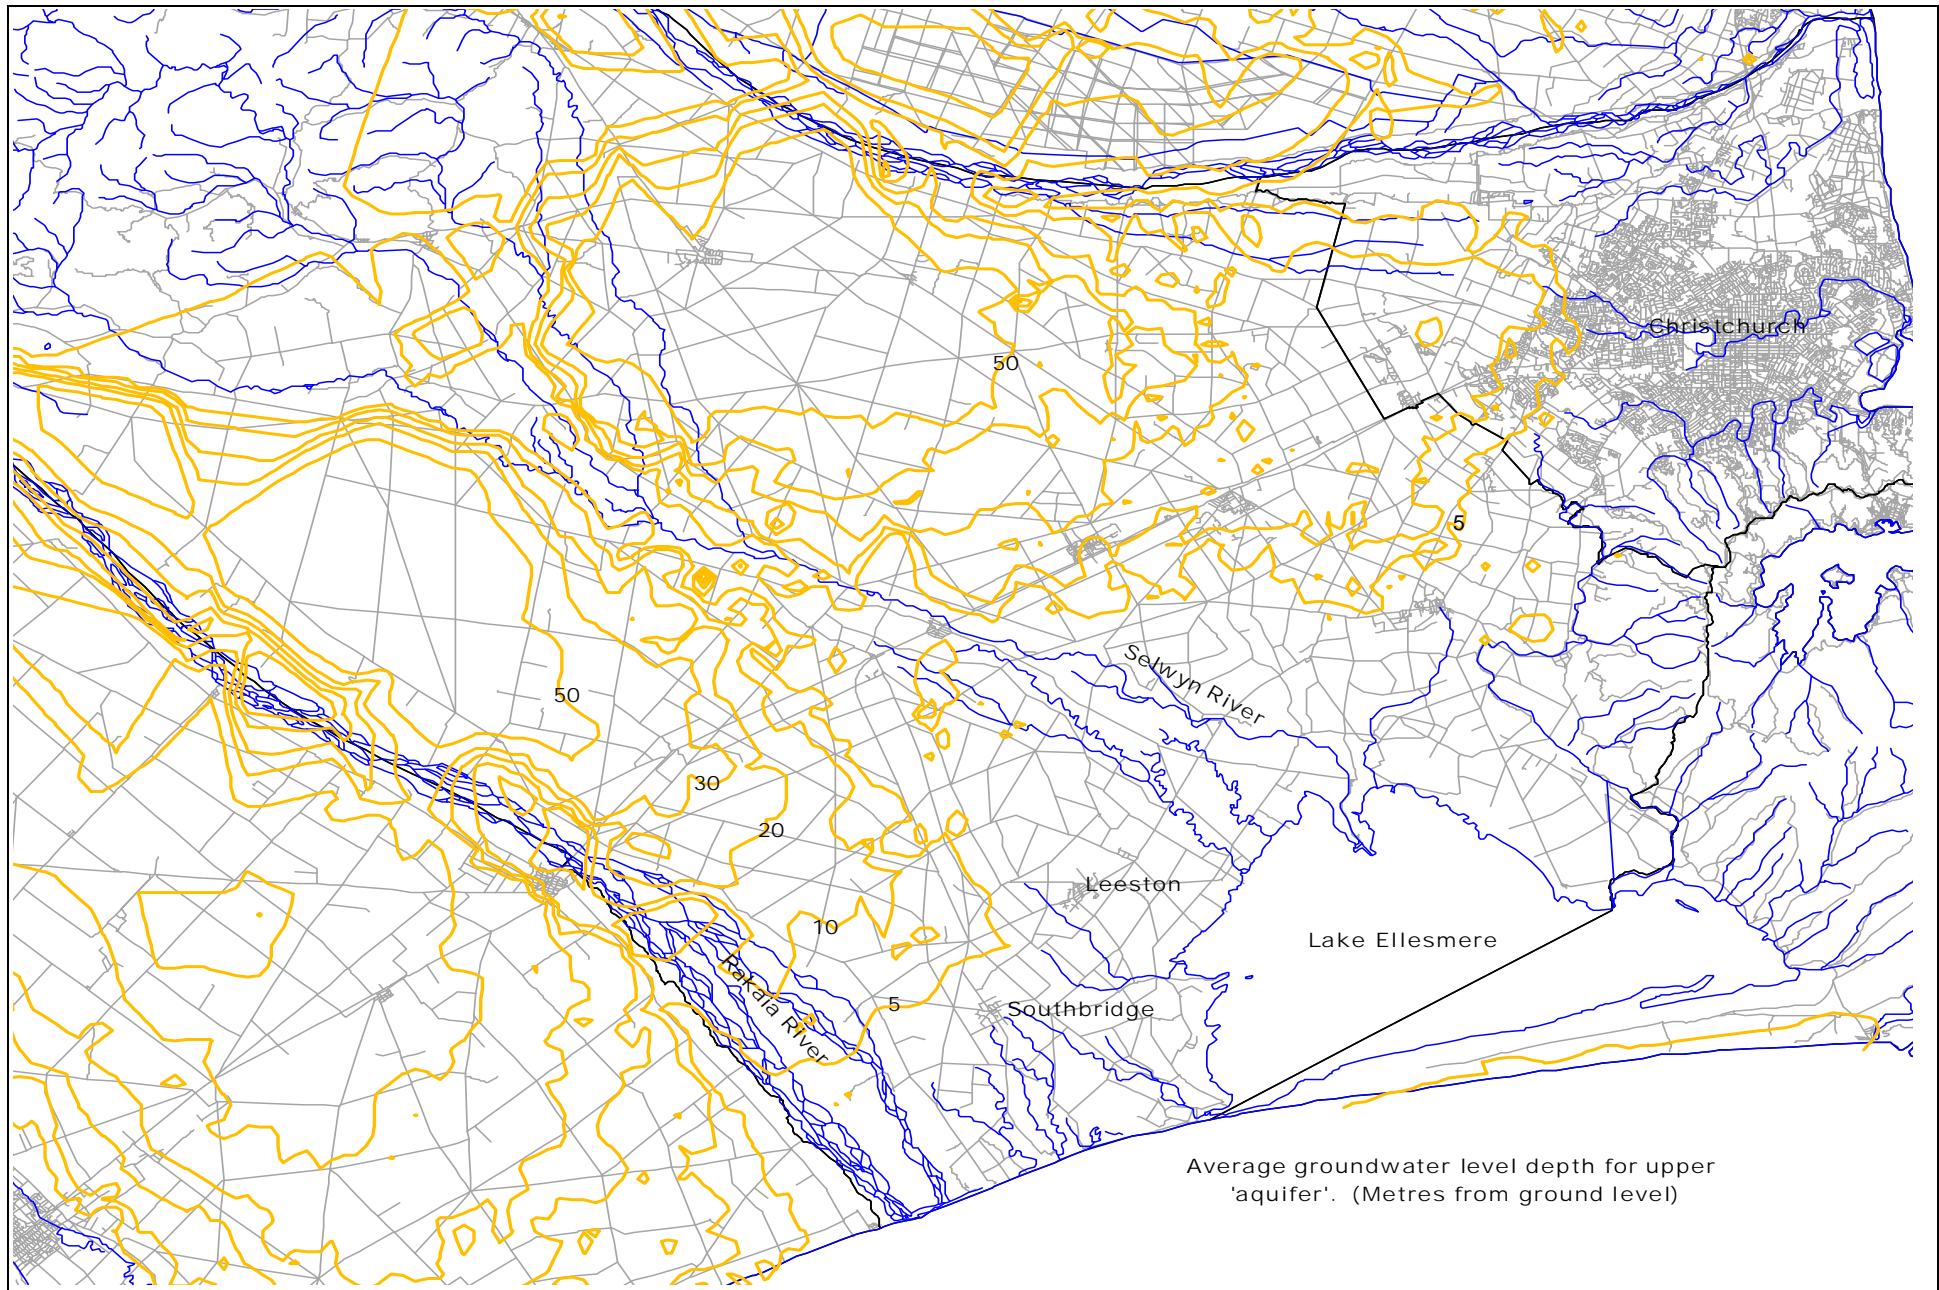 Christchurch
50
5
Selwyn River
50
30
20
Leeston
10
Lake Ellesmere
Rakaia River
5
Southbridge
Average groundwater level depth for upper
'aquifer'. (Metres from ground level)